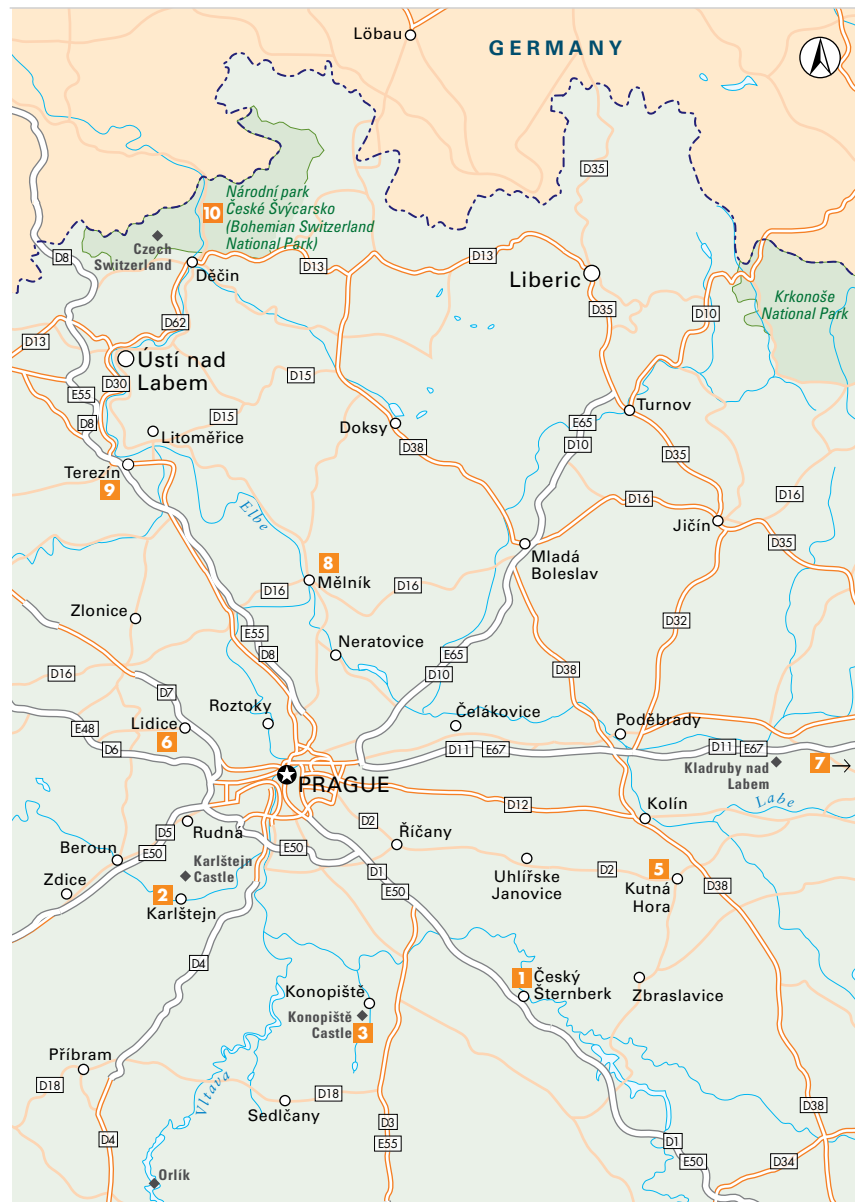 Löbau
GERMANY
D35
10
Národní park
České Švýcarsko
(Bohemian Switzerland
National Park)
Czech
Switzerland
D8
Děčín
D13
D13
Liberic
Krkonoše
National Park
D35
D10
D62
D13
Ústí nad
Labem
D30
D15
E55
D8
D15
Litoměřice
Doksy
D38
E65
D10
Turnov
D35
Terezín
9
Elbe
D16
D16
Jičín
D35
Mladá
Boleslav
8
Mělník
D16
D16
Zlonice
D32
E55
D8
Neratovice
E65
D10
D38
D16
D7
Roztoky
Čelákovice
Poděbrady
E48
Lidice
6
D6
D11
E67
D11
E67
Kladruby nad
Labem
7
PRAGUE
Labe
D12
Kolín
D5
Rudná
D2
Říčany
E50
Beroun
E50
D1
E50
Karlštejn
Castle
Uhlířske
Janovice
D2
5
Kutná
Hora
D38
Zdice
2
Karlštejn
D4
1
Český
Šternberk
Zbraslavice
Konopiště
Konopiště
Castle
3
Příbram
D18
Vltava
D18
Sedlčany
D3
E55
D38
D4
D1
E50
D34
Orlík